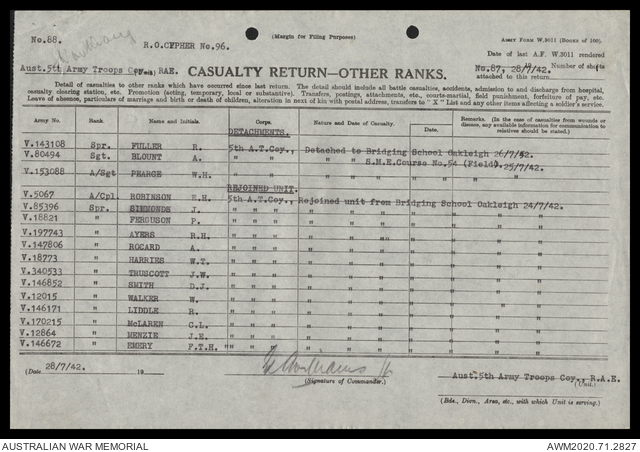 No.88.
R.O.CYPHER No.96.
(Margin for Filing Purposes)
ARMY FORM W.3011 (BOOKS OF 100).
Date of last A.F. W.3011 rendered
No.87, 28/7/42. Number of sheets
attached to this return.
Aust.5th Army Troops Coy., RAE.
CASUALTY RETURN—OTHER RANKS.
Detail of casualties to other ranks which have occurred since last return. The detail should include all battle casualties, accidents, admission to and discharge from hospital,
casualty clearing station, etc. Promotion (acting, temporary, local or substantive). Transfers, postings, attachments, etc., courts-martial, field punishment, forfeiture of pay, etc.
Leave of absence, particulars of marriage and birth or death of children, alteration in next of kin with postal address, transfers to "X" List and any other items affecting a soldier's service.
Army No. Rank. Name and Initials. Corps. Nature and Date of Casualty. Date. Remarks. (In the case of casualties from wounds or disease, any available information for communication to relatives should be stated.)
DETACHMENTS.
V.143108 Spr. FULLER R. 5th A.T.Coy., Detached to Bridging School Oakleigh 26/7/42.
V.80494 Sgt. BLOUNT A. " " " S.M.E.Course No.54 (Field). 25/7/42.
V.153088 A/Sgt PEARCE W.H. " " " " " " "
REJOINED UNIT.
V.5067 A/Cpl. ROBINSON E.H. 5th A.T.Coy., Rejoined unit from Bridging School Oakleigh 24/7/42.
V.85396 Spr. SIMMONDS J. " " " " " " "
V.18821 " FERGUSON P. " " " " " " "
V.197743 " AYERS R.H. " " " " " " "
V.147806 " ROGARD A. " " " " " " "
V.18773 " HARRIES W.T. " " " " " " "
V.340533 " TRUSCOTT J.W. " " " " " " "
V.146852 " SMITH D.J. " " " " " " "
V.12015 " WALKER W. " " " " " " "
V.146171 " LIDDLE R. " " " " " " "
V.170215 " McLAREN C.L. " " " " " " "
V.12864 " MENZIE J.E. " " " " " " "
V.146672 " EMERY F.T.H. "" " " " " " "
(Date 28/7/42. 19
(Signature of Commander.)
Aust.5th Army Troops Coy., R.A.E.
(Unit.)
(Bde., Divn., Area, etc., with which Unit is serving.)
AUSTRALIAN WAR MEMORIAL
AWM2020.71.2827